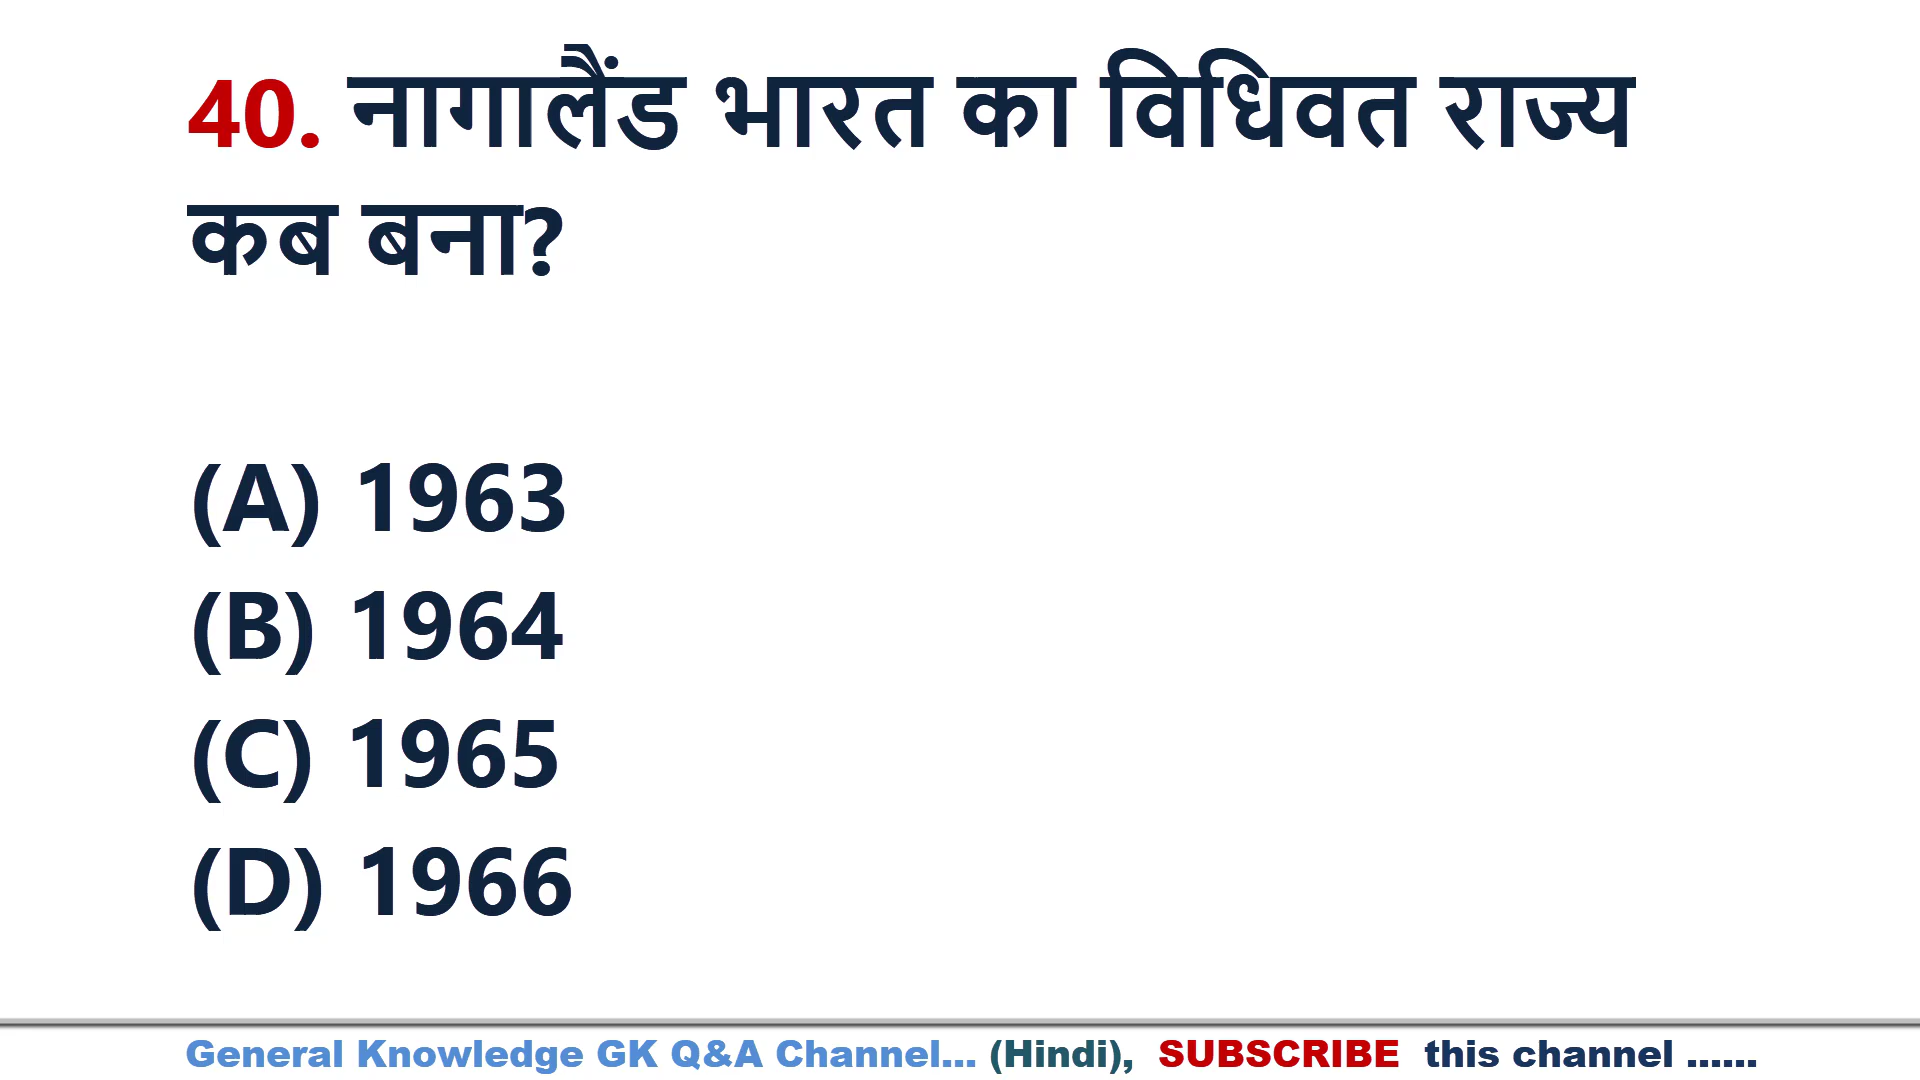 40. नागालैंड भारत का विधिवत राज्य
कब बना?
(A) 1963
(B) 1964
(C) 1965
(D) 1966
General Knowledge GK Q&A Channel... (Hindi), SUBSCRIBE this channel ......